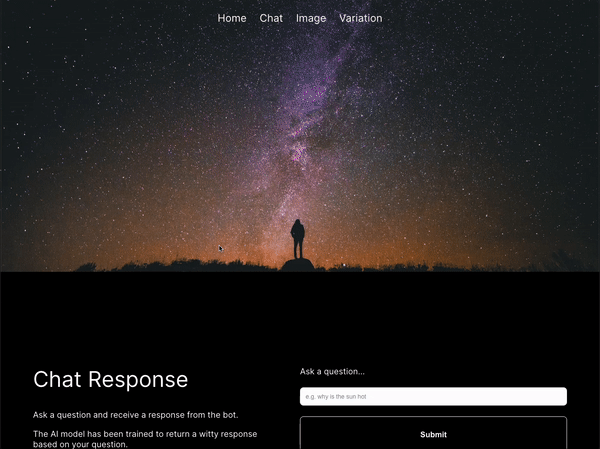 Home Chat Image Variation
Chat Response
Ask a question and receive a response from the bot.
The AI model has been trained to return a witty response
based on your question.
Ask a question...
e.g. why is the sun hot
Submit